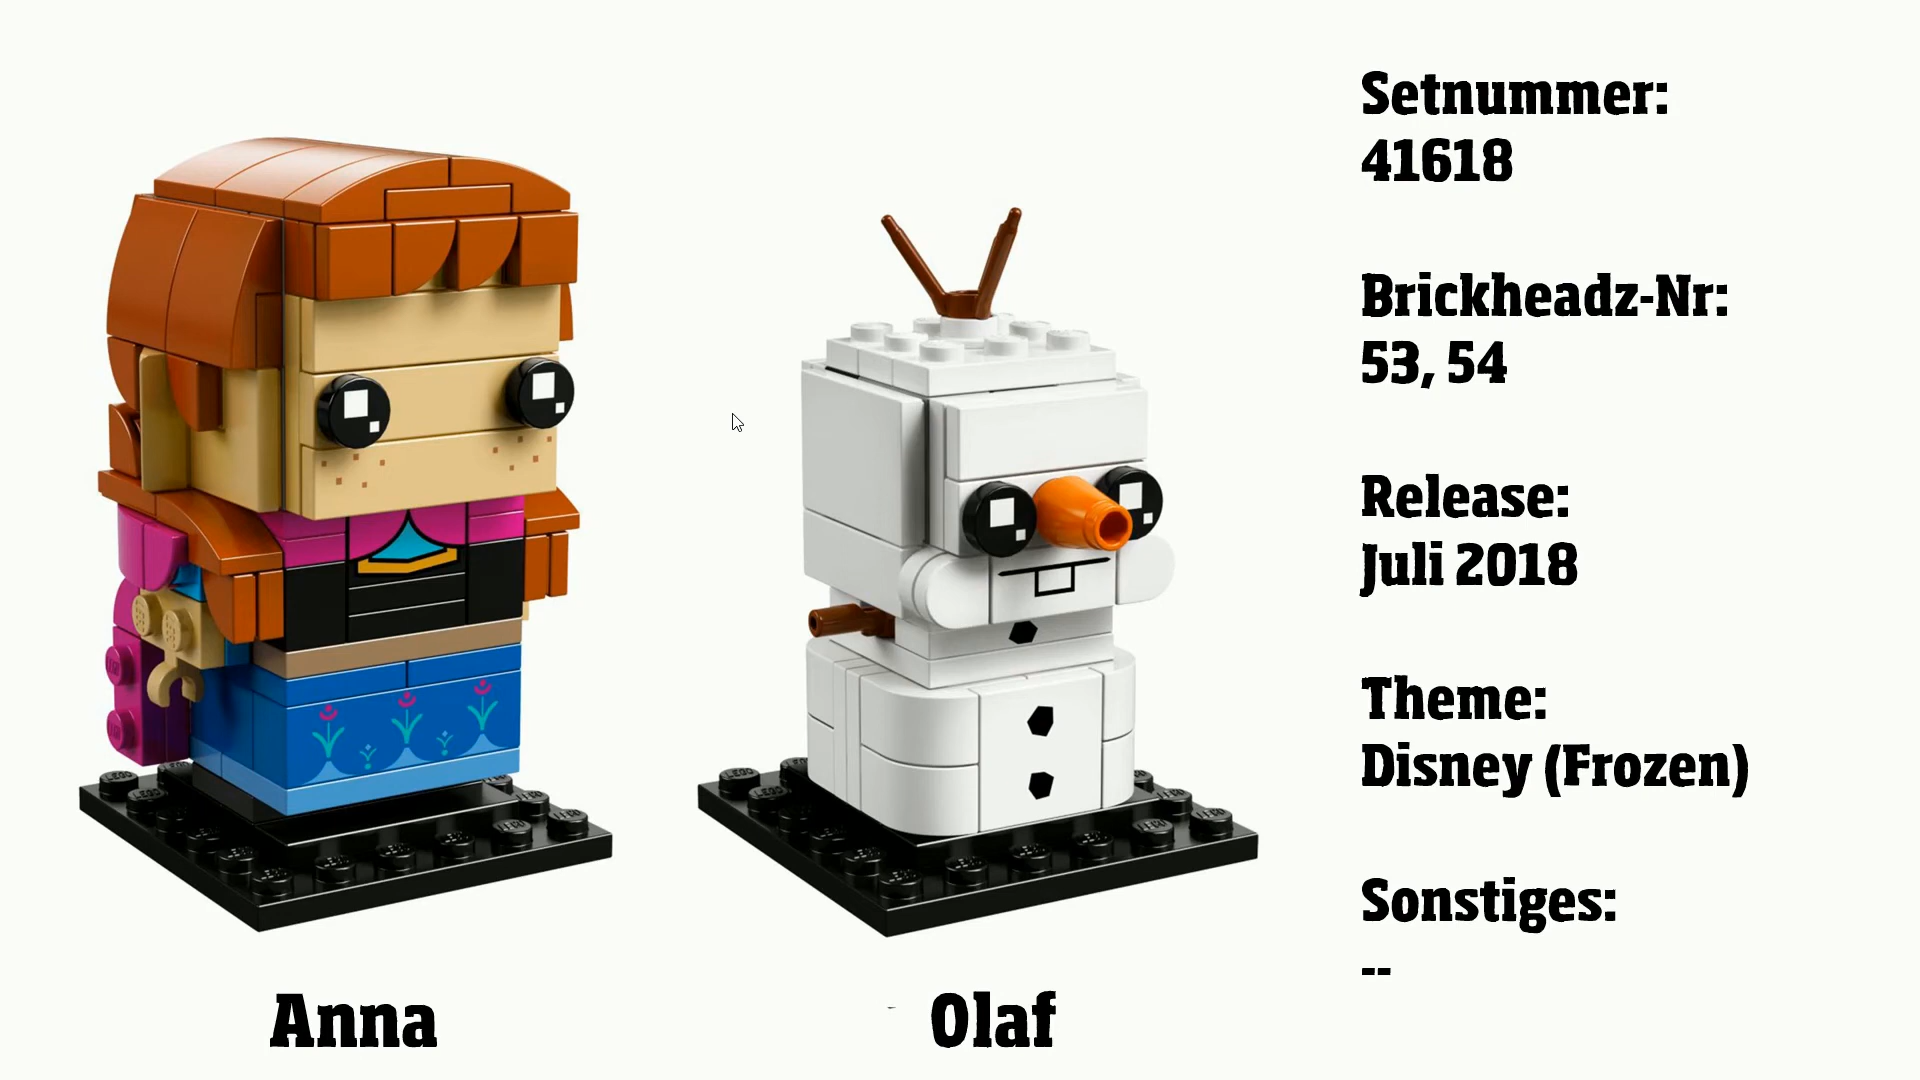 Setnummer:
41618
Brickheadz-Nr:
53, 54
Release:
Juli 2018
Theme:
Disney (Frozen)
Sonstiges:
--
Anna
Olaf